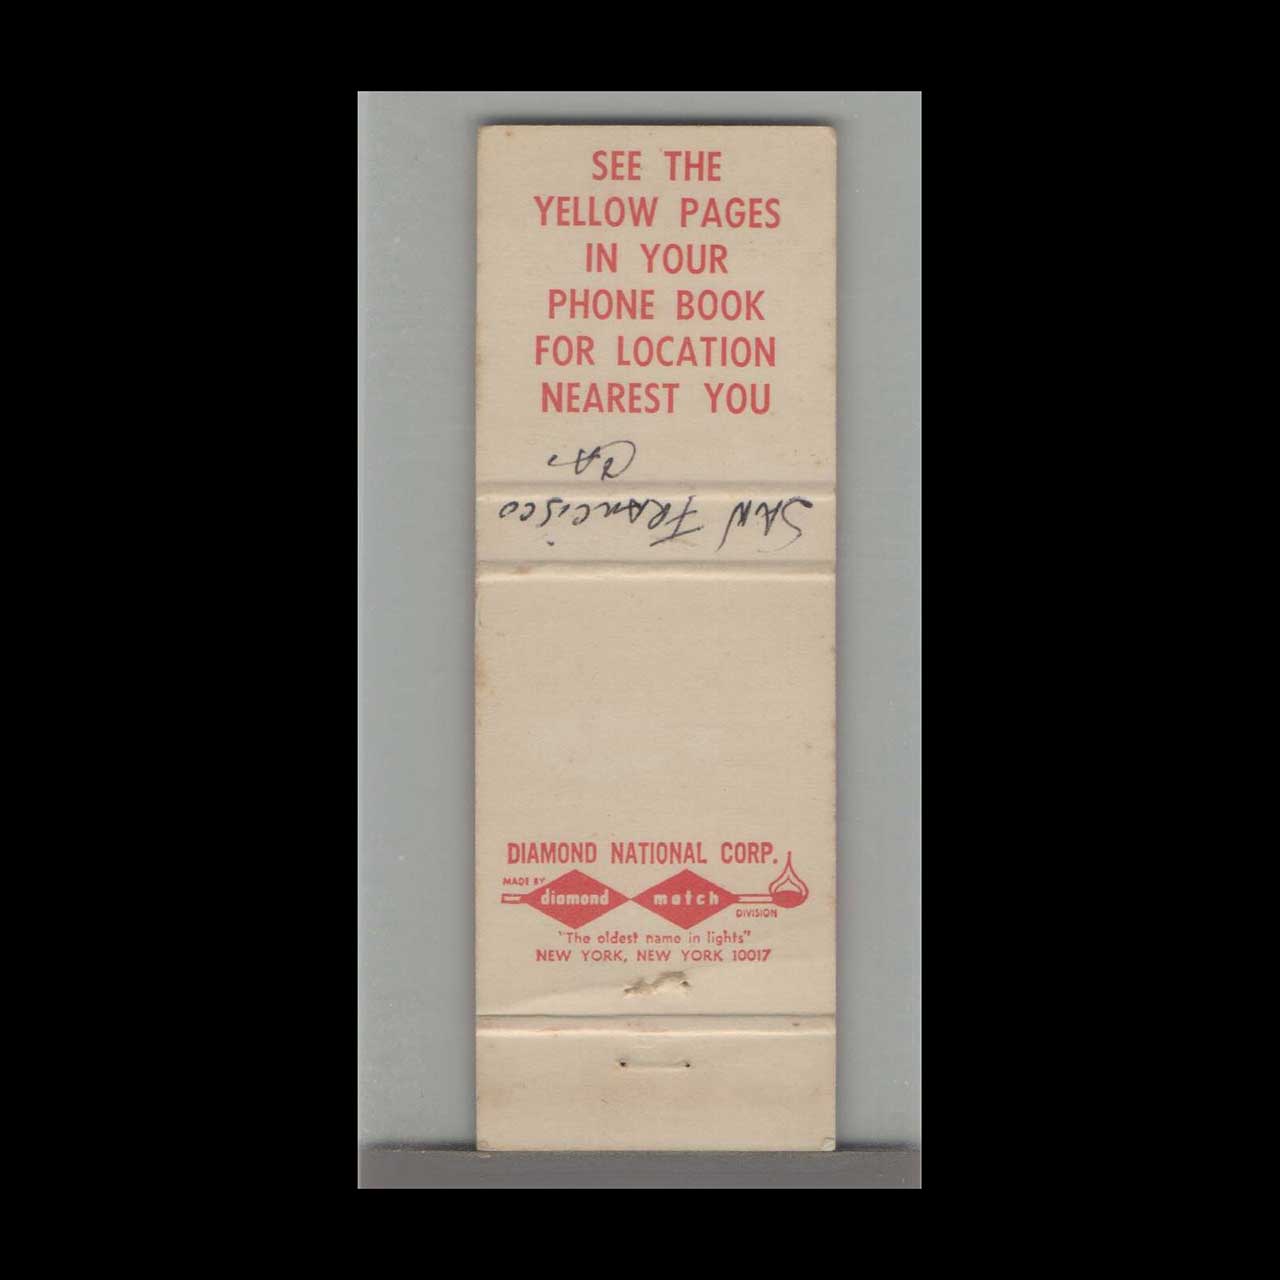 SEE THE
YELLOW PAGES
IN YOUR
PHONE BOOK
FOR LOCATION
NEAREST YOU
SAN FRANCISCO
CA.
DIAMOND NATIONAL CORP.
MADE BY
diamond match
DIVISION
"The oldest name in lights"
NEW YORK, NEW YORK 10017